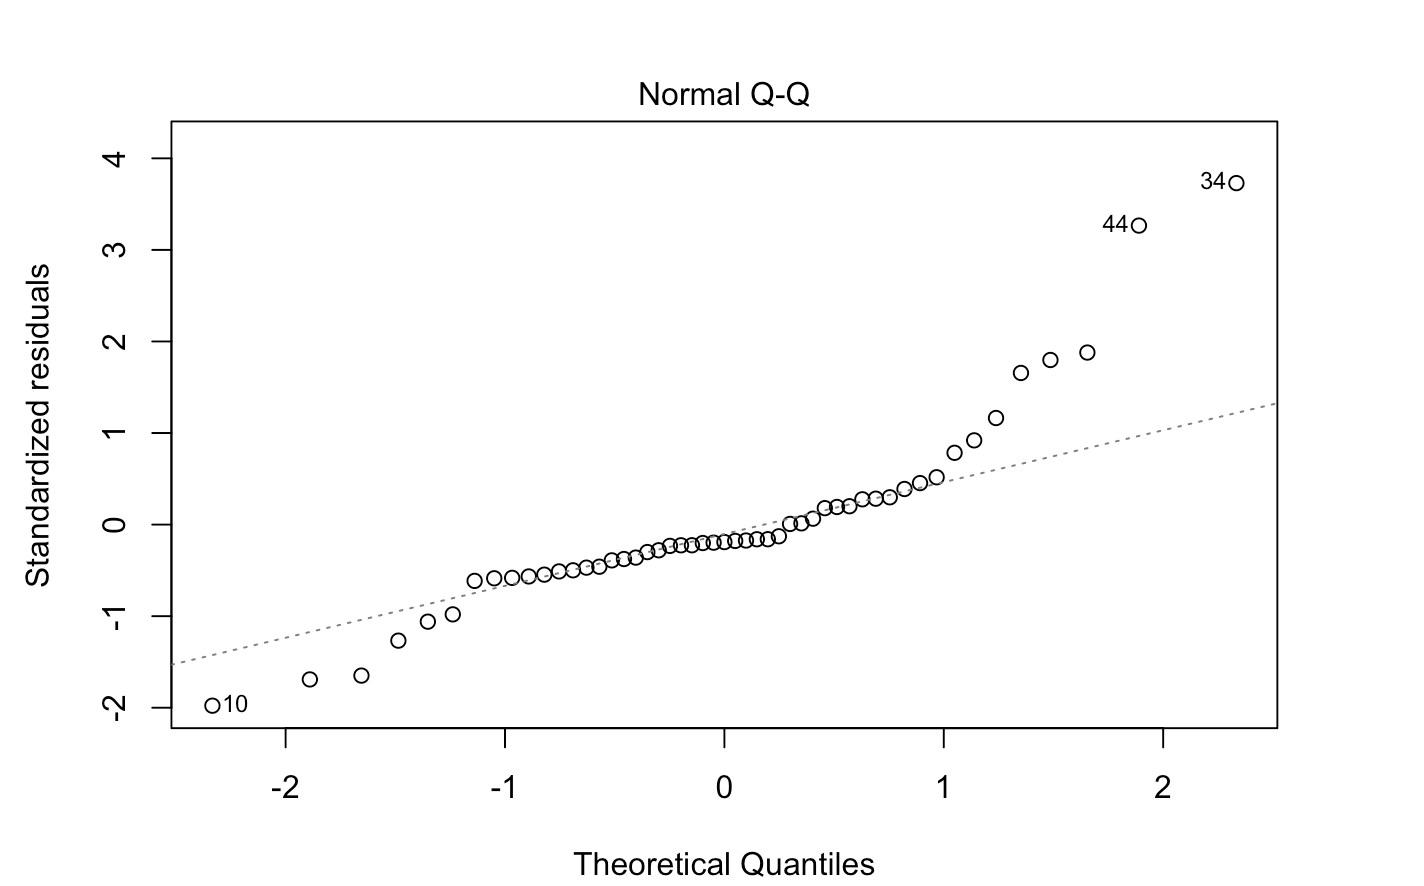 Normal Q-Q
Standardized residuals
4
3
2
1
0
-1
-2
34
44
10
-2 -1 0 1 2
Theoretical Quantiles